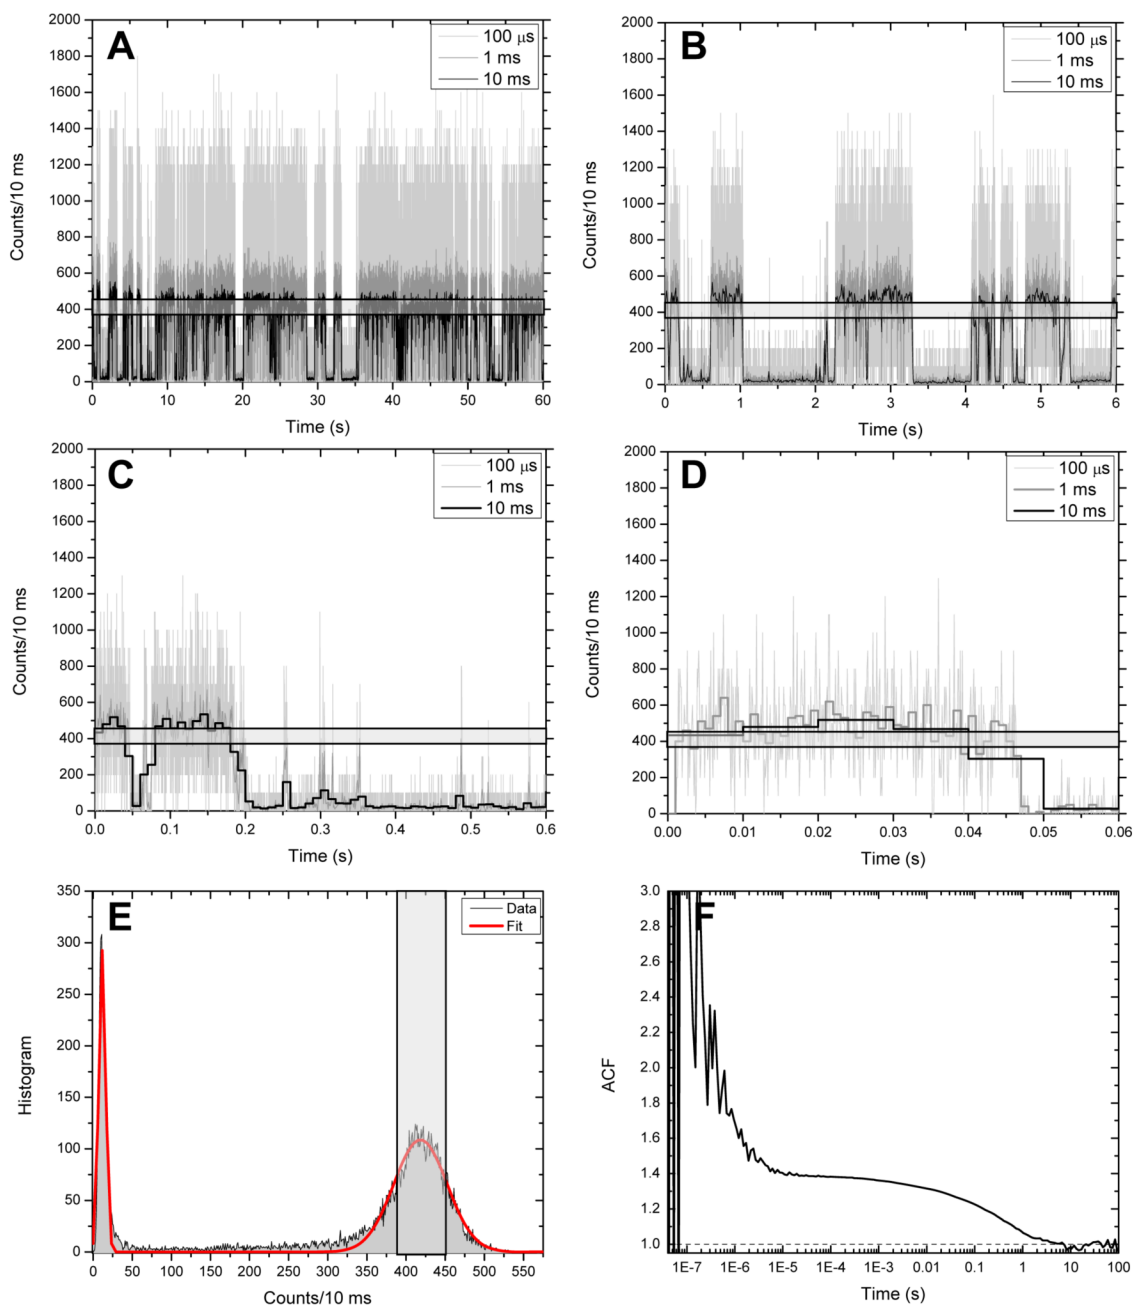 A
2000
1800
1600
1400
1200
1000
800
600
400
200
0
Counts/10 ms
100 μs
1 ms
10 ms
0 10 20 30 40 50 60
Time (s)
B
2000
1800
1600
1400
1200
1000
800
600
400
200
0
Counts/10 ms
100 μs
1 ms
10 ms
0 1 2 3 4 5 6
Time (s)
C
2000
1800
1600
1400
1200
1000
800
600
400
200
0
Counts/10 ms
100 μs
1 ms
10 ms
0.0 0.1 0.2 0.3 0.4 0.5 0.6
Time (s)
D
2000
1800
1600
1400
1200
1000
800
600
400
200
0
Counts/10 ms
100 μs
1 ms
10 ms
0.00 0.01 0.02 0.03 0.04 0.05 0.06
Time (s)
E
350
300
250
200
150
100
50
0
Histogram
Data
Fit
0 50 100 150 200 250 300 350 400 450 500 550
Counts/10 ms
F
3.0
2.8
2.6
2.4
2.2
2.0
1.8
1.6
1.4
1.2
1.0
ACF
1E-7 1E-6 1E-5 1E-4 1E-3 0.01 0.1 1 10 100
Time (s)